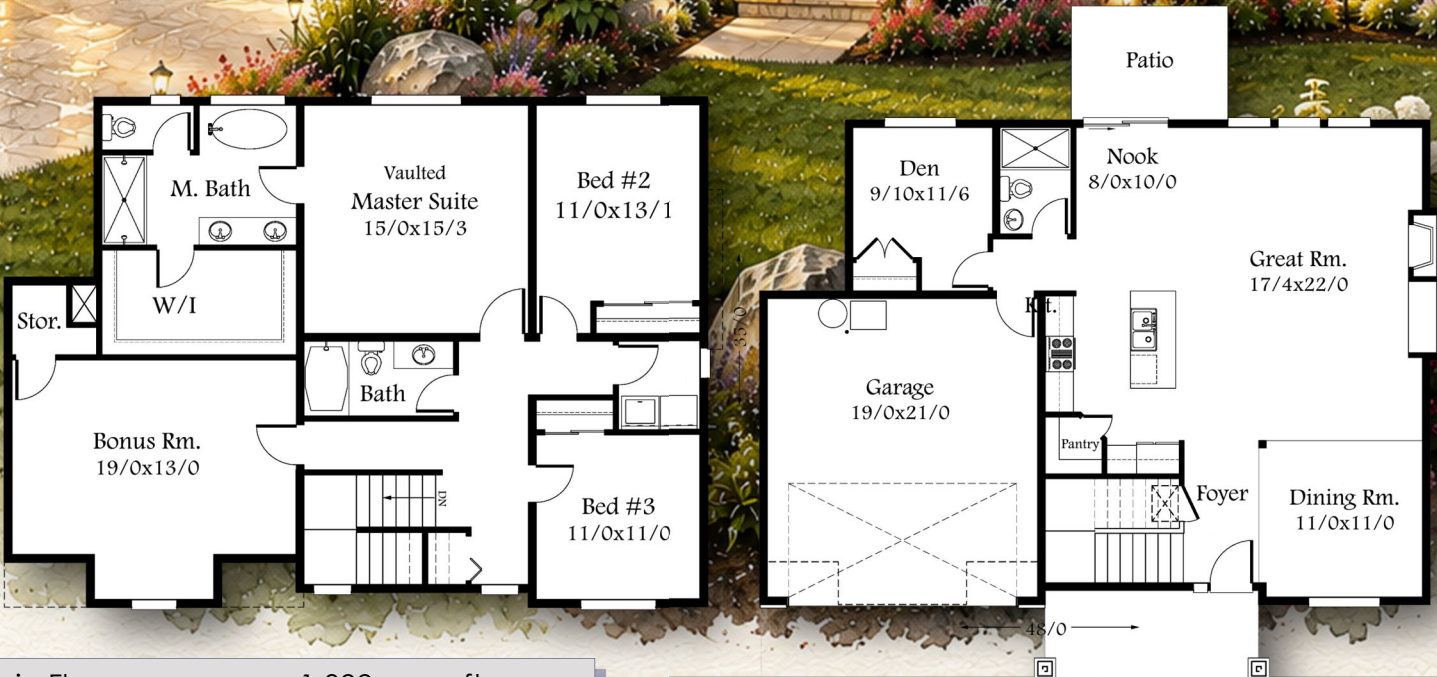 M. Bath
Vaulted
Master Suite
15/0x15/3
Bed #2
11/0x13/1
W/I
Stor.
Bath
Bonus Rm.
19/0x13/0
DN
Bed #3
11/0x11/0
Patio
Den
9/10x11/6
Nook
8/0x10/0
Great Rm.
17/4x22/0
Kit.
35/0
Garage
19/0x21/0
Pantry
Foyer
Dining Rm.
11/0x11/0
48/0